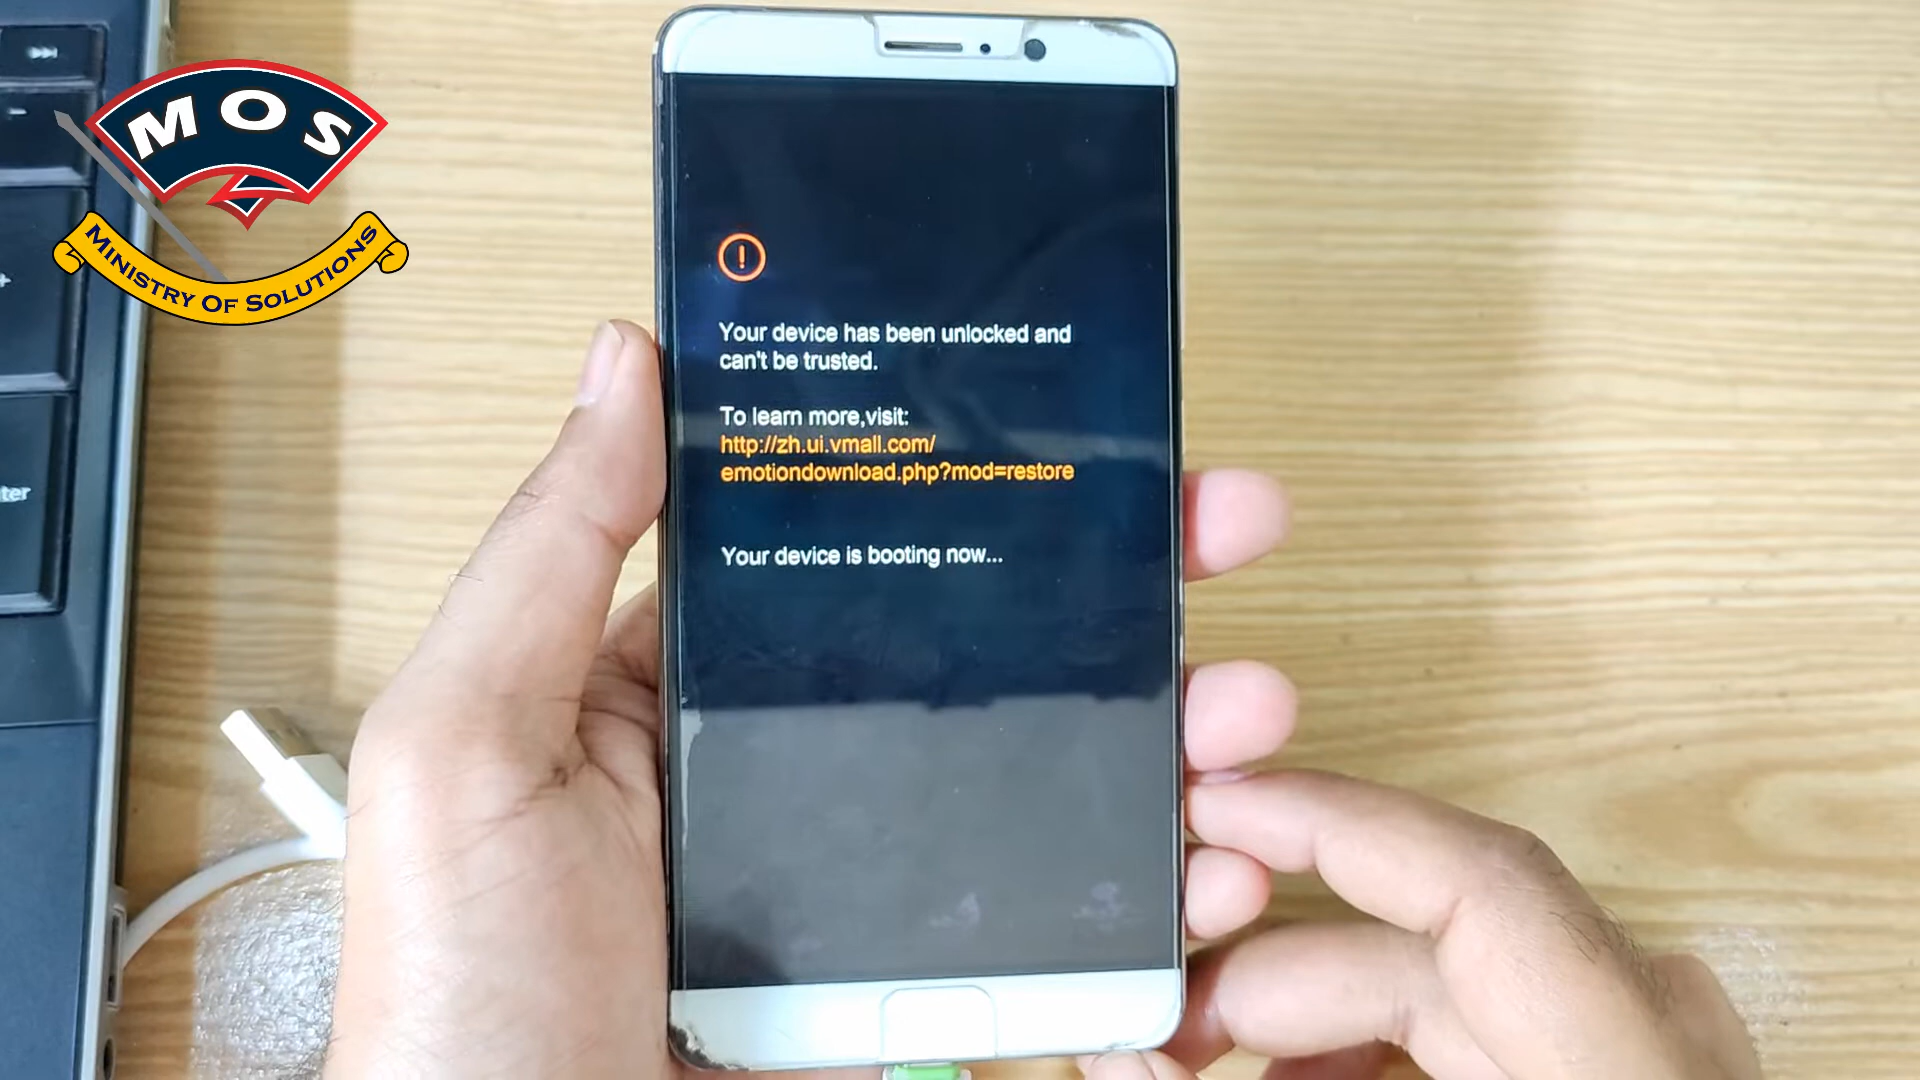 MOS
MINISTRY OF SOLUTIONS
Your device has been unlocked and
can't be trusted.
To learn more,visit:
http://zh.ui.vmall.com/
emotiondownload.php?mod=restore
Your device is booting now...
ter